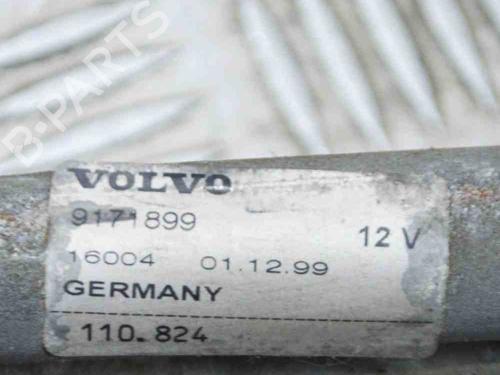 B-PARTS
VOLVO
9171899
12 V
16004 01.12.99
GERMANY
110.824